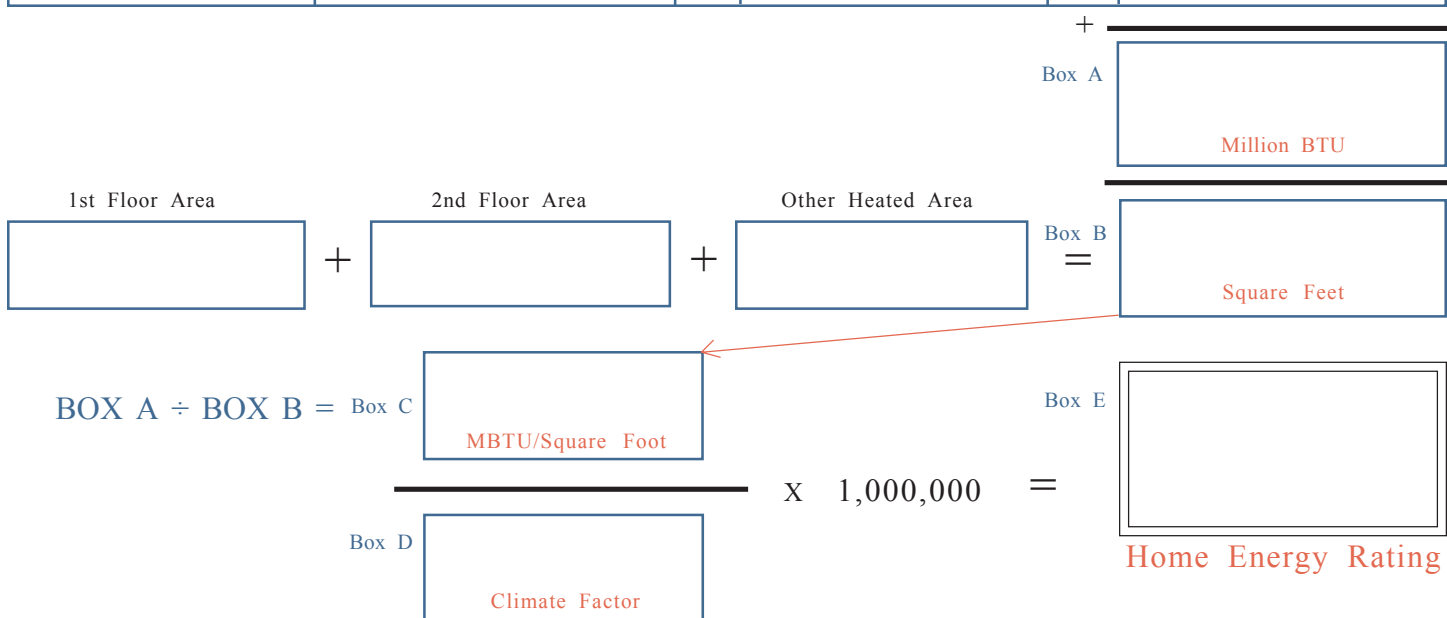 +
Box A
Million BTU
1st Floor Area 2nd Floor Area Other Heated Area
+ + = Box B
Square Feet
BOX A ÷ BOX B = Box C
MBTU/Square Foot
Box E
X 1,000,000 =
Box D
Home Energy Rating
Climate Factor